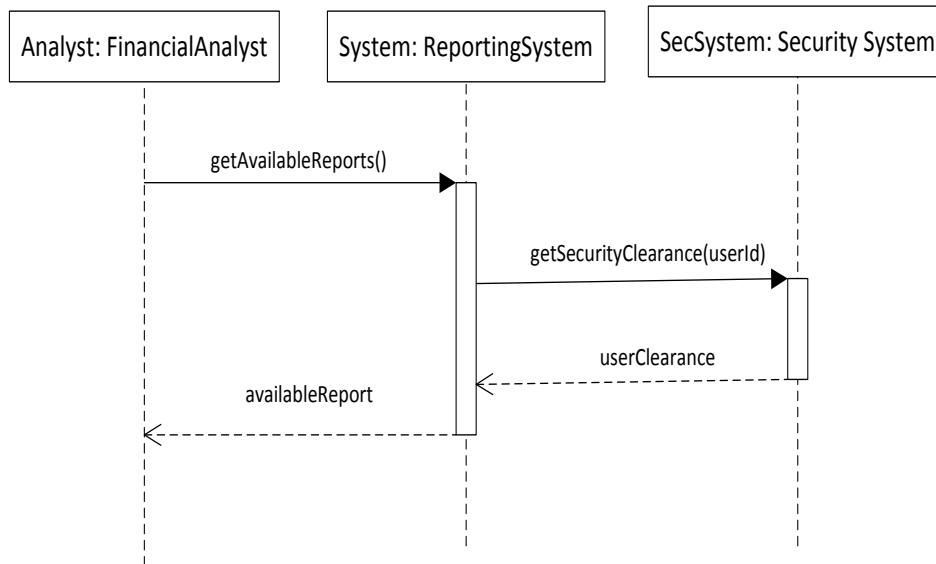 Analyst: FinancialAnalyst
System: ReportingSystem
SecSystem: Security System
getAvailableReports()
getSecurityClearance(userId)
userClearance
availableReport